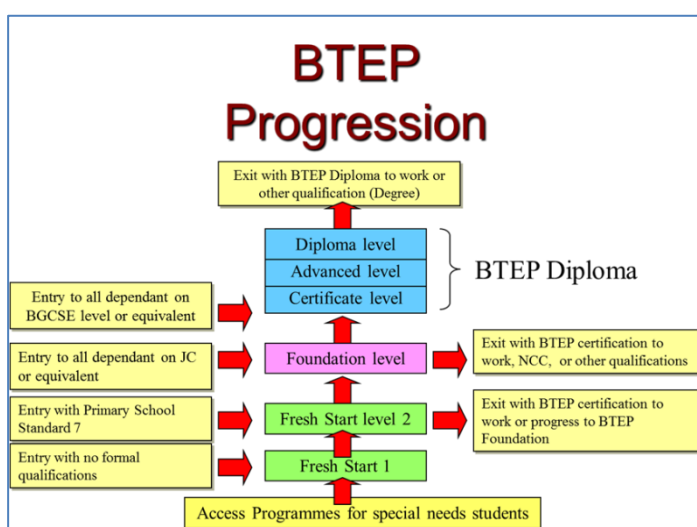 BTEP
Progression
Exit with BTEP Diploma to work or
other qualification (Degree)
Diploma level
Advanced level
Certificate level
BTEP Diploma
Entry to all dependant on
BGCSE level or equivalent
Entry to all dependant on JC
or equivalent
Foundation level
Exit with BTEP certification to
work, NCC, or other qualifications
Entry with Primary School
Standard 7
Fresh Start level 2
Exit with BTEP certification to
work or progress to BTEP
Foundation
Entry with no formal
qualifications
Fresh Start 1
Access Programmes for special needs students